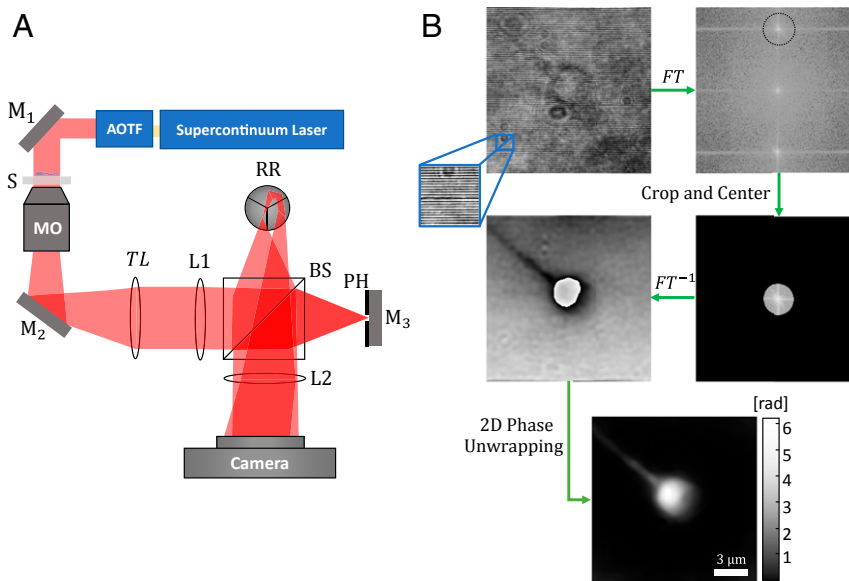 A
M₁
AOTF
Supercontinuum Laser
S
MO
RR
TL
L1
BS
PH
M₂
M₃
L2
Camera
B
FT
Crop and Center
FT⁻¹
2D Phase
Unwrapping
[rad]
6
5
4
3
2
1
3 μm